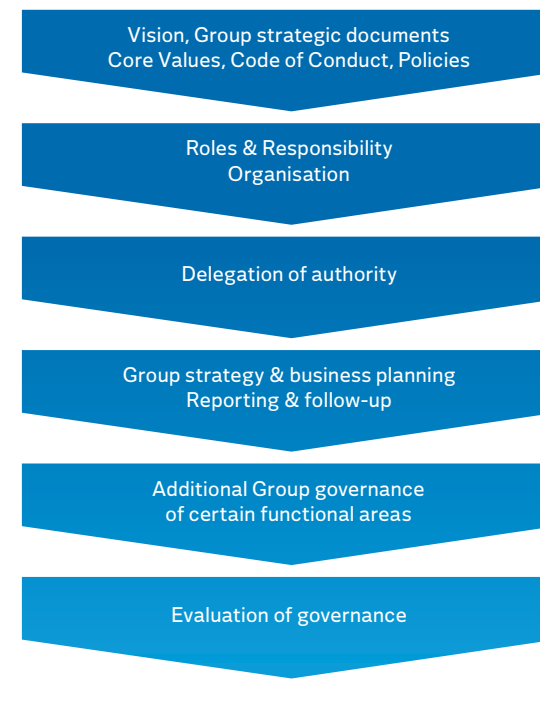 Vision, Group strategic documents
Core Values, Code of Conduct, Policies
Roles & Responsibility
Organisation
Delegation of authority
Group strategy & business planning
Reporting & follow-up
Additional Group governance
of certain functional areas
Evaluation of governance